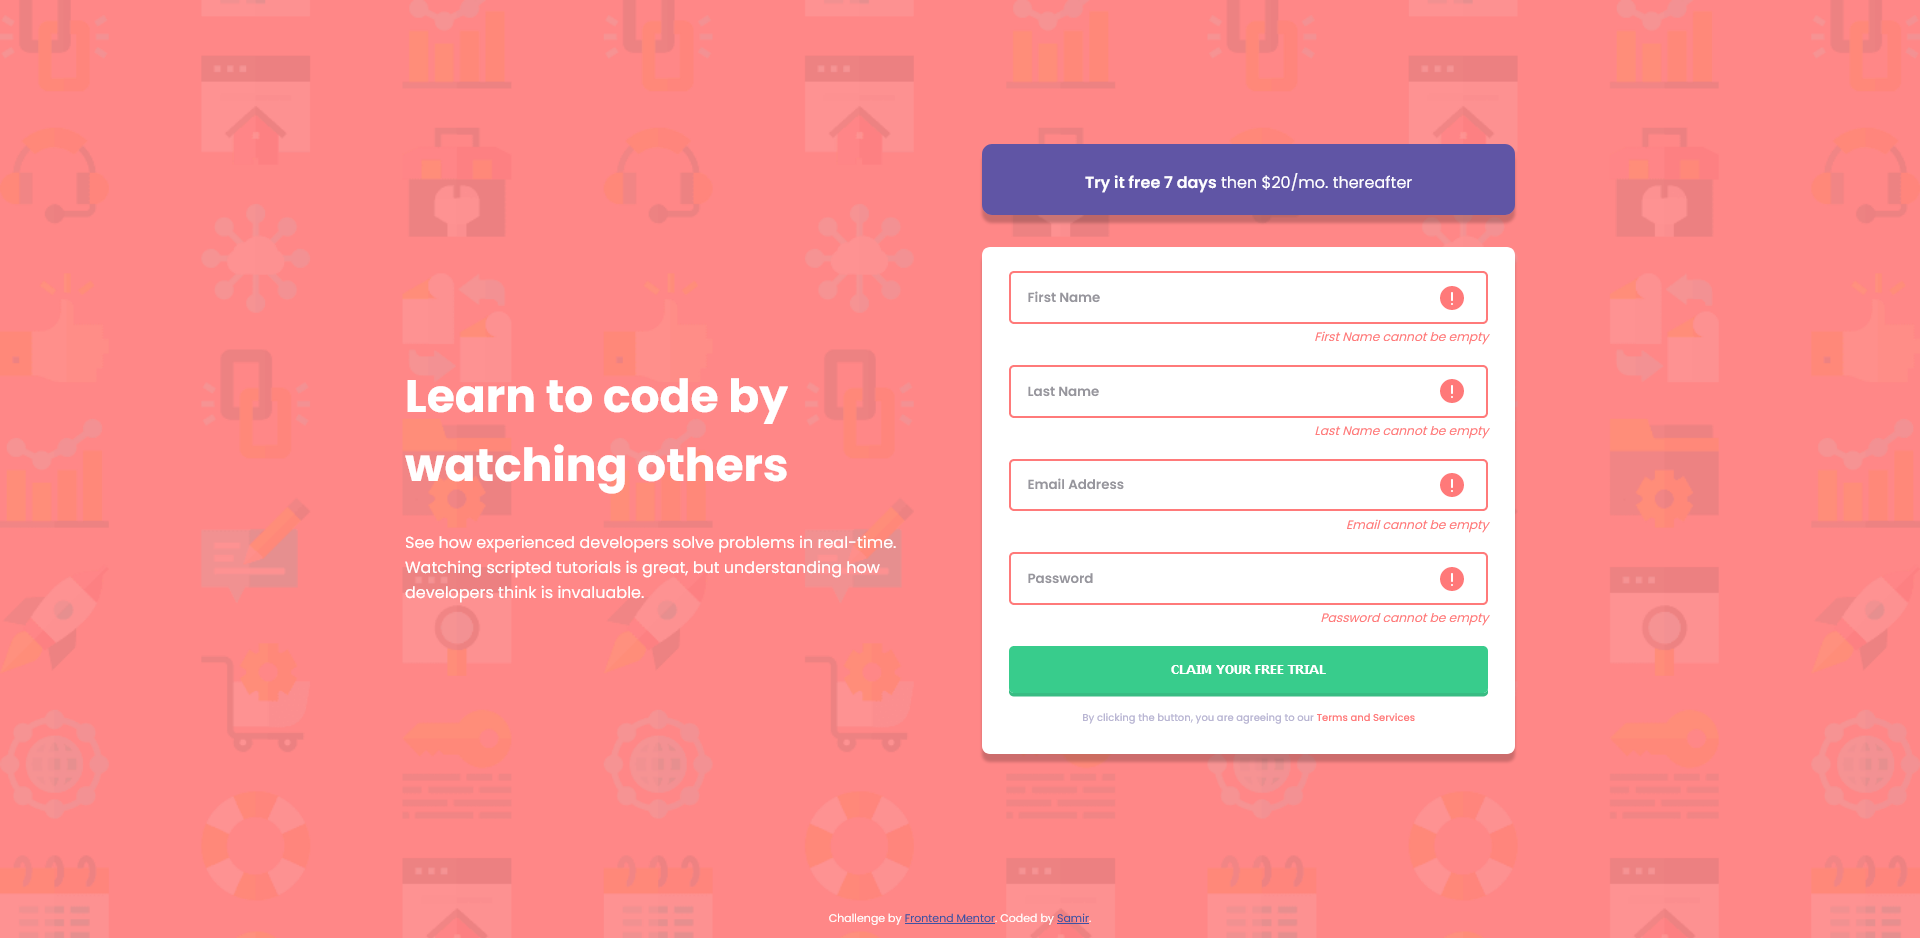 Try it free 7 days then $20/mo. thereafter
Learn to code by
watching others
See how experienced developers solve problems in real-time.
Watching scripted tutorials is great, but understanding how
developers think is invaluable.
First Name
First Name cannot be empty
Last Name
Last Name cannot be empty
Email Address
Email cannot be empty
Password
Password cannot be empty
CLAIM YOUR FREE TRIAL
By clicking the button, you are agreeing to our Terms and Services
Challenge by Frontend Mentor. Coded by Samir.